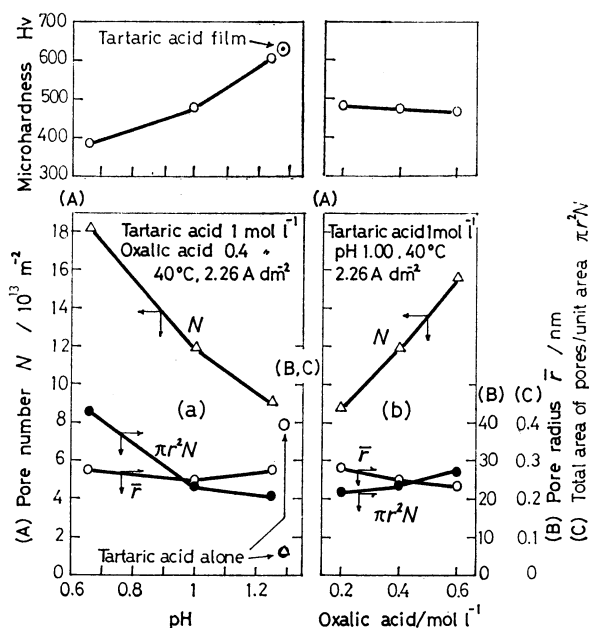 Microhardness Hv
700
600
500
400
300
Tartaric acid film
(A)
(A)
(A) Pore number N / 10¹³ m⁻²
18
16
14
12
10
8
6
4
2
0
Tartaric acid 1 mol l⁻¹
Oxalic acid 0.4 "
40°C, 2.26 A dm⁻²
N
(a)
πr²N
r̄
(B,C)
Tartaric acid alone
0.6 0.8 1.0 1.2
pH
Tartaric acid 1mol l⁻¹
pH 1.00, 40°C
2.26 A dm⁻²
N
(b)
r̄
πr²N
0.2 0.4 0.6
Oxalic acid/mol l⁻¹
(B) (C)
40 0.4
30 0.3
20 0.2
10 0.1
0 0
(B) Pore radius r̄ / nm
(C) Total area of pores/unit area πr²N